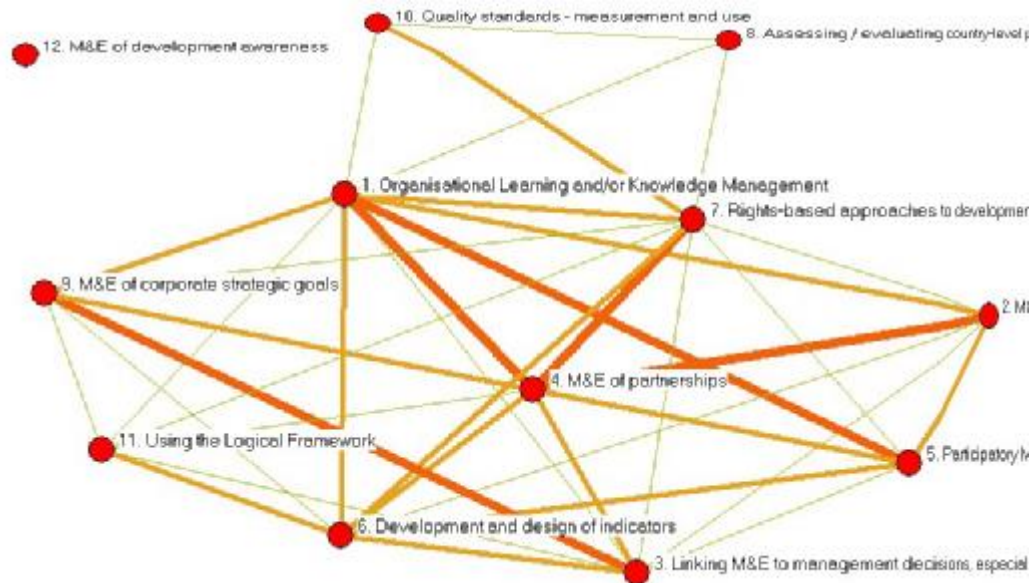 10. Quality standards - measurement and use
8. Assessing / evaluating country-level p
12. M&E of development awareness
1. Organisational Learning and/or Knowledge Management
7. Rights-based approaches to developmen
9. M&E of corporate strategic goals
2. M&
4. M&E of partnerships
11. Using the Logical Framework
5. Participatory M
6. Development and design of indicators
3. Linking M&E to management decisions, especial